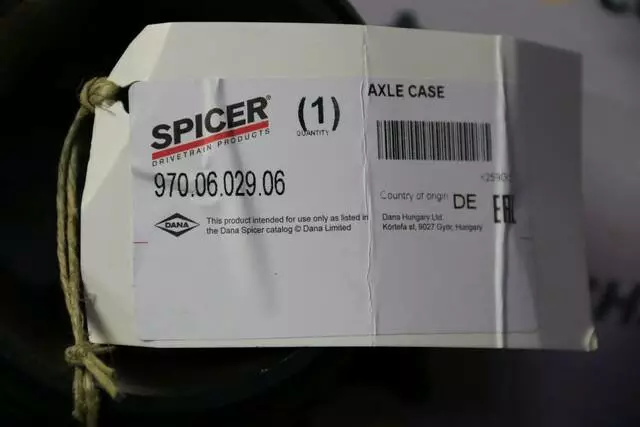 SPICER®
DRIVETRAIN PRODUCTS
(1)
QUANTITY
AXLE CASE
970.06.029.06
Country of origin DE
EAC
DANA
This product intended for use only as listed in
the Dana Spicer catalog © Dana Limited
Dana Hungary Ltd.
Kortefa st, 9027 Gyor, Hungary